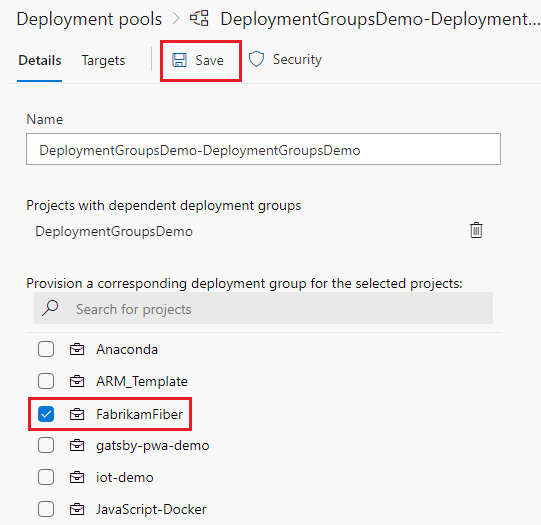 Deployment pools > DeploymentGroupsDemo-Deployment...
Details Targets Save Security
Name
DeploymentGroupsDemo-DeploymentGroupsDemo
Projects with dependent deployment groups
DeploymentGroupsDemo
Provision a corresponding deployment group for the selected projects:
Search for projects
Anaconda
ARM_Template
FabrikamFiber
gatsby-pwa-demo
iot-demo
JavaScript-Docker